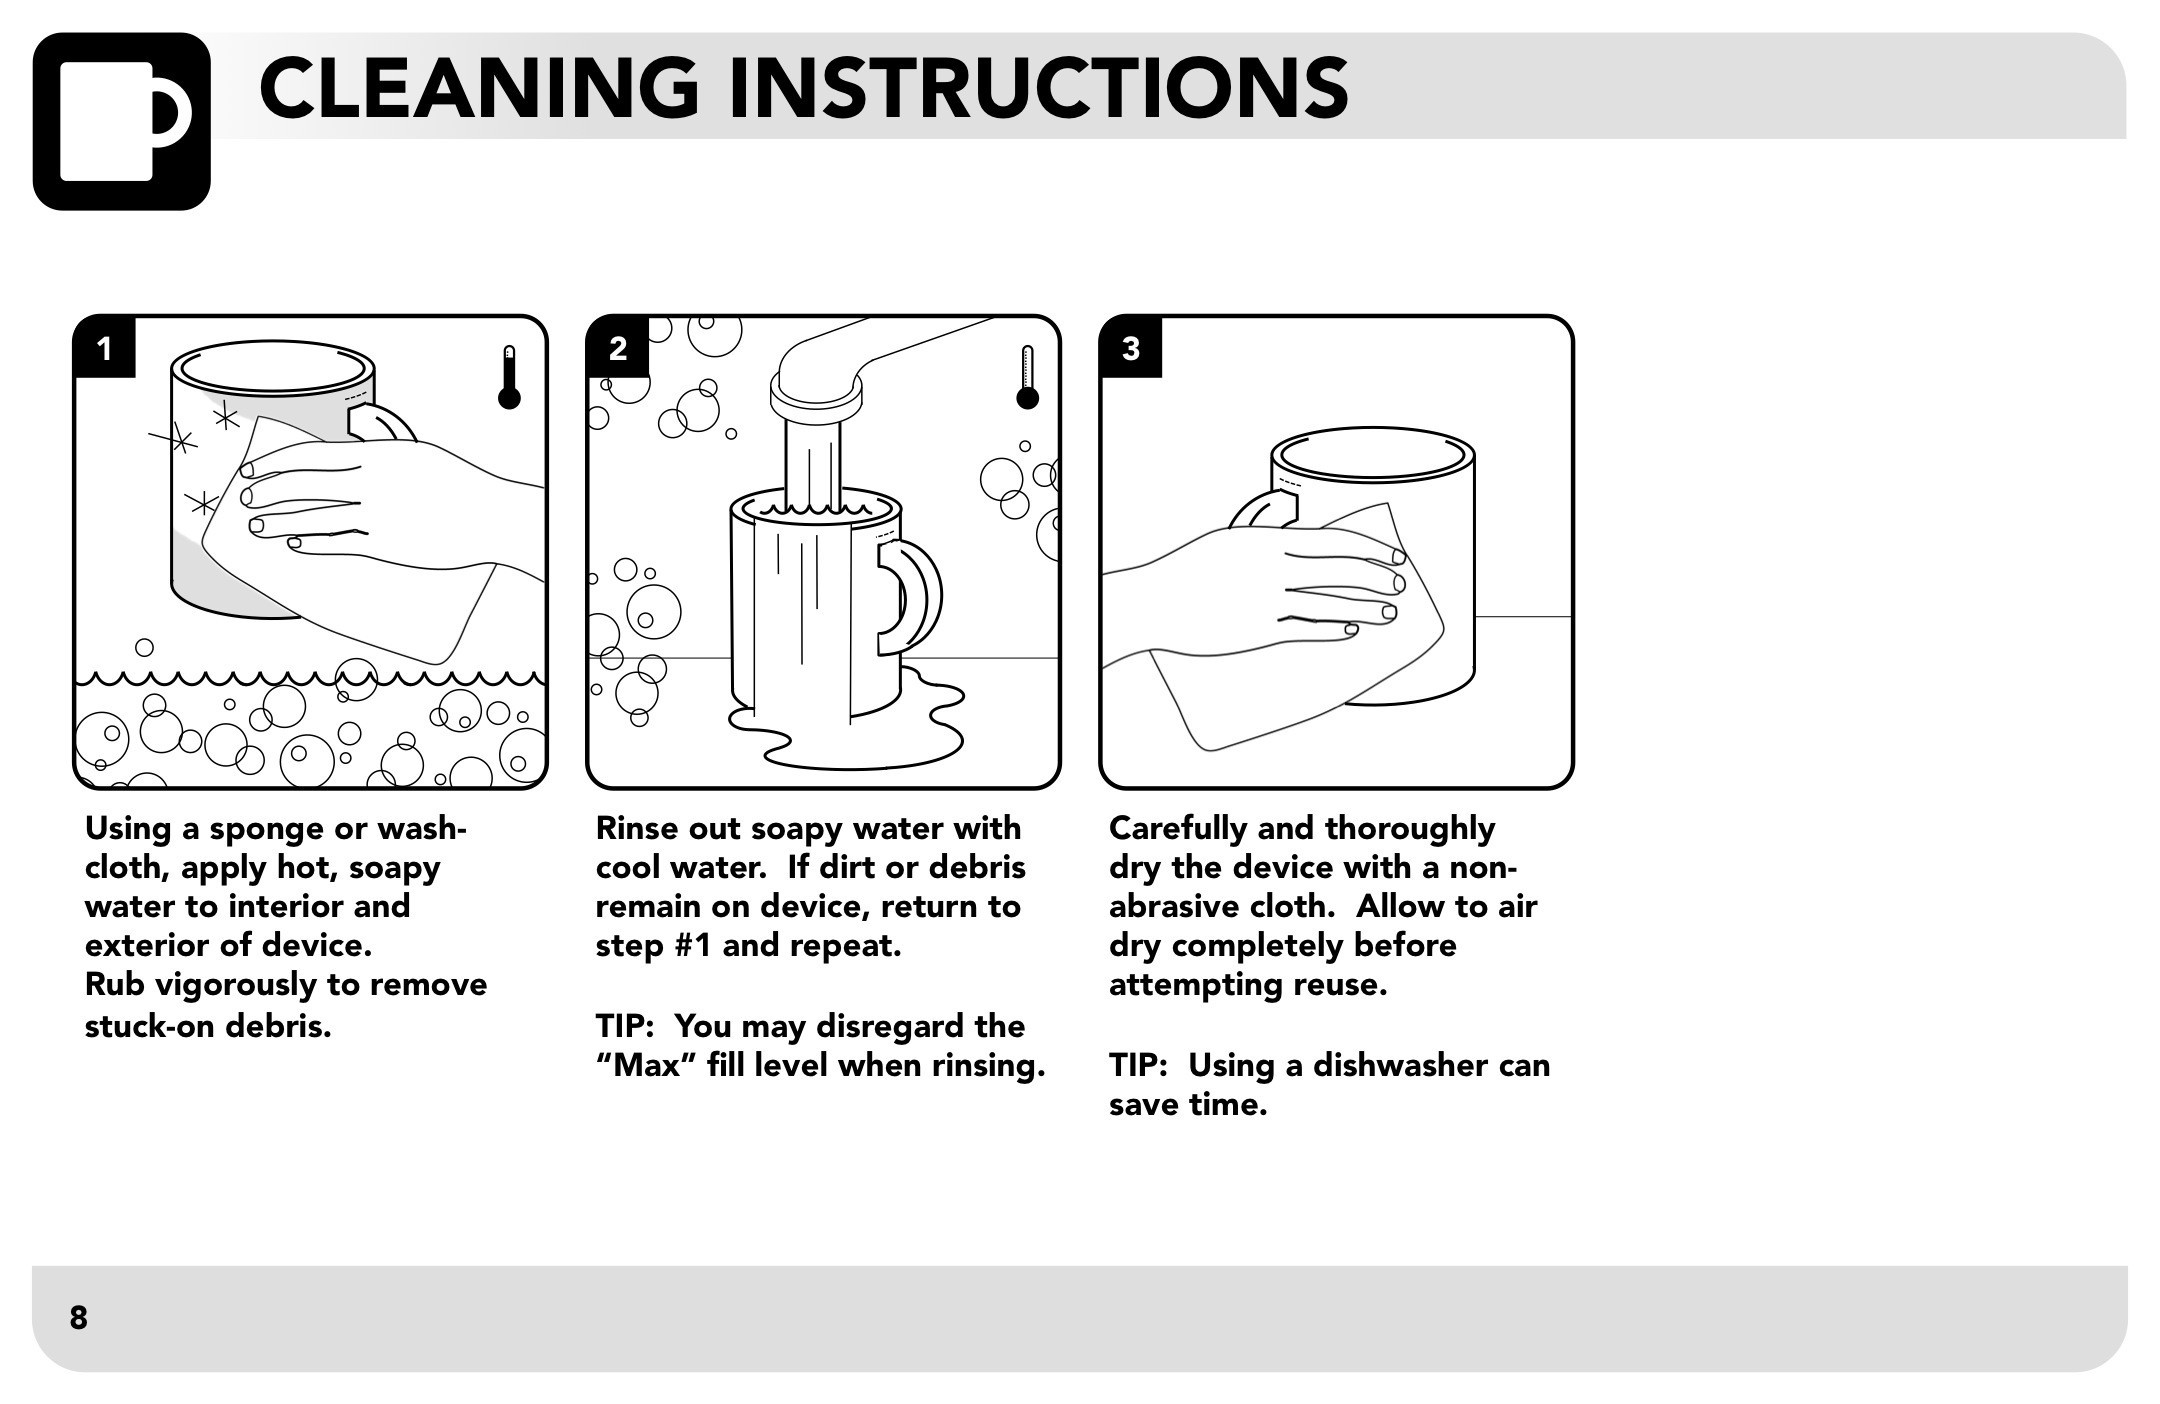 CLEANING INSTRUCTIONS
1
Using a sponge or wash-
cloth, apply hot, soapy
water to interior and
exterior of device.
Rub vigorously to remove
stuck-on debris.
2
Rinse out soapy water with
cool water.  If dirt or debris
remain on device, return to
step #1 and repeat.
TIP:  You may disregard the
“Max” fill level when rinsing.
3
Carefully and thoroughly
dry the device with a non-
abrasive cloth.  Allow to air
dry completely before
attempting reuse.
TIP:  Using a dishwasher can
save time.
8